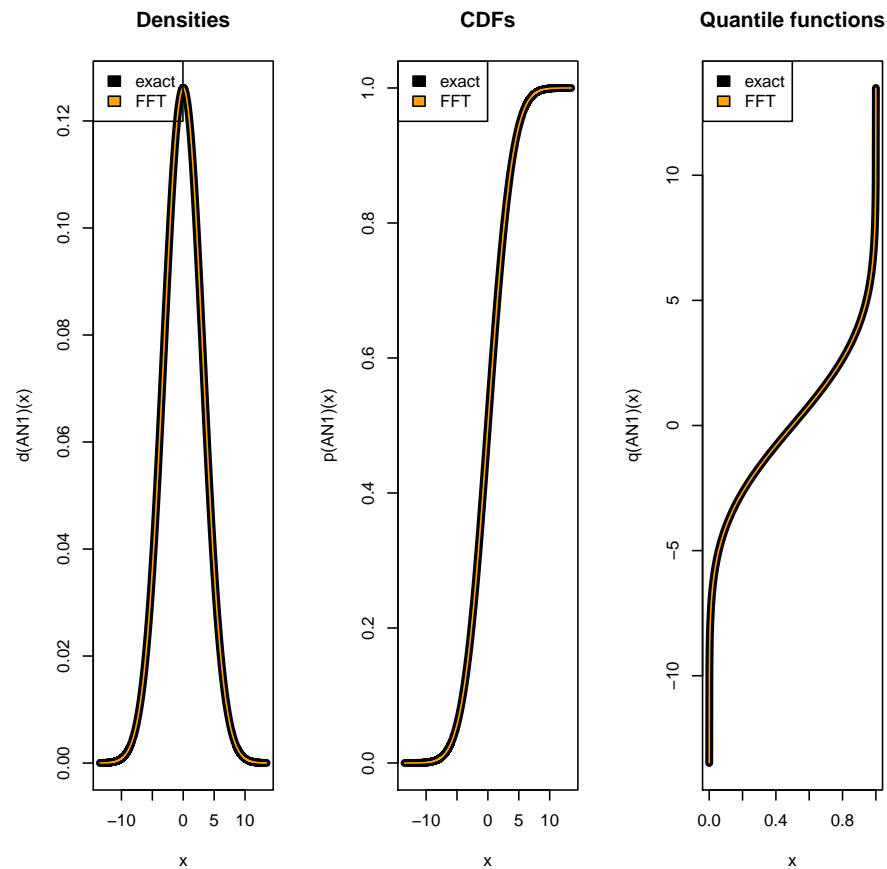 Densities
exact
FFT
d(AN1)(x)
0.00
0.02
0.04
0.06
0.08
0.10
0.12
−10
0
5
10
x
CDFs
exact
FFT
p(AN1)(x)
0.0
0.2
0.4
0.6
0.8
1.0
−10
0
5
10
x
Quantile functions
exact
FFT
q(AN1)(x)
−10
−5
0
5
10
0.0
0.4
0.8
x